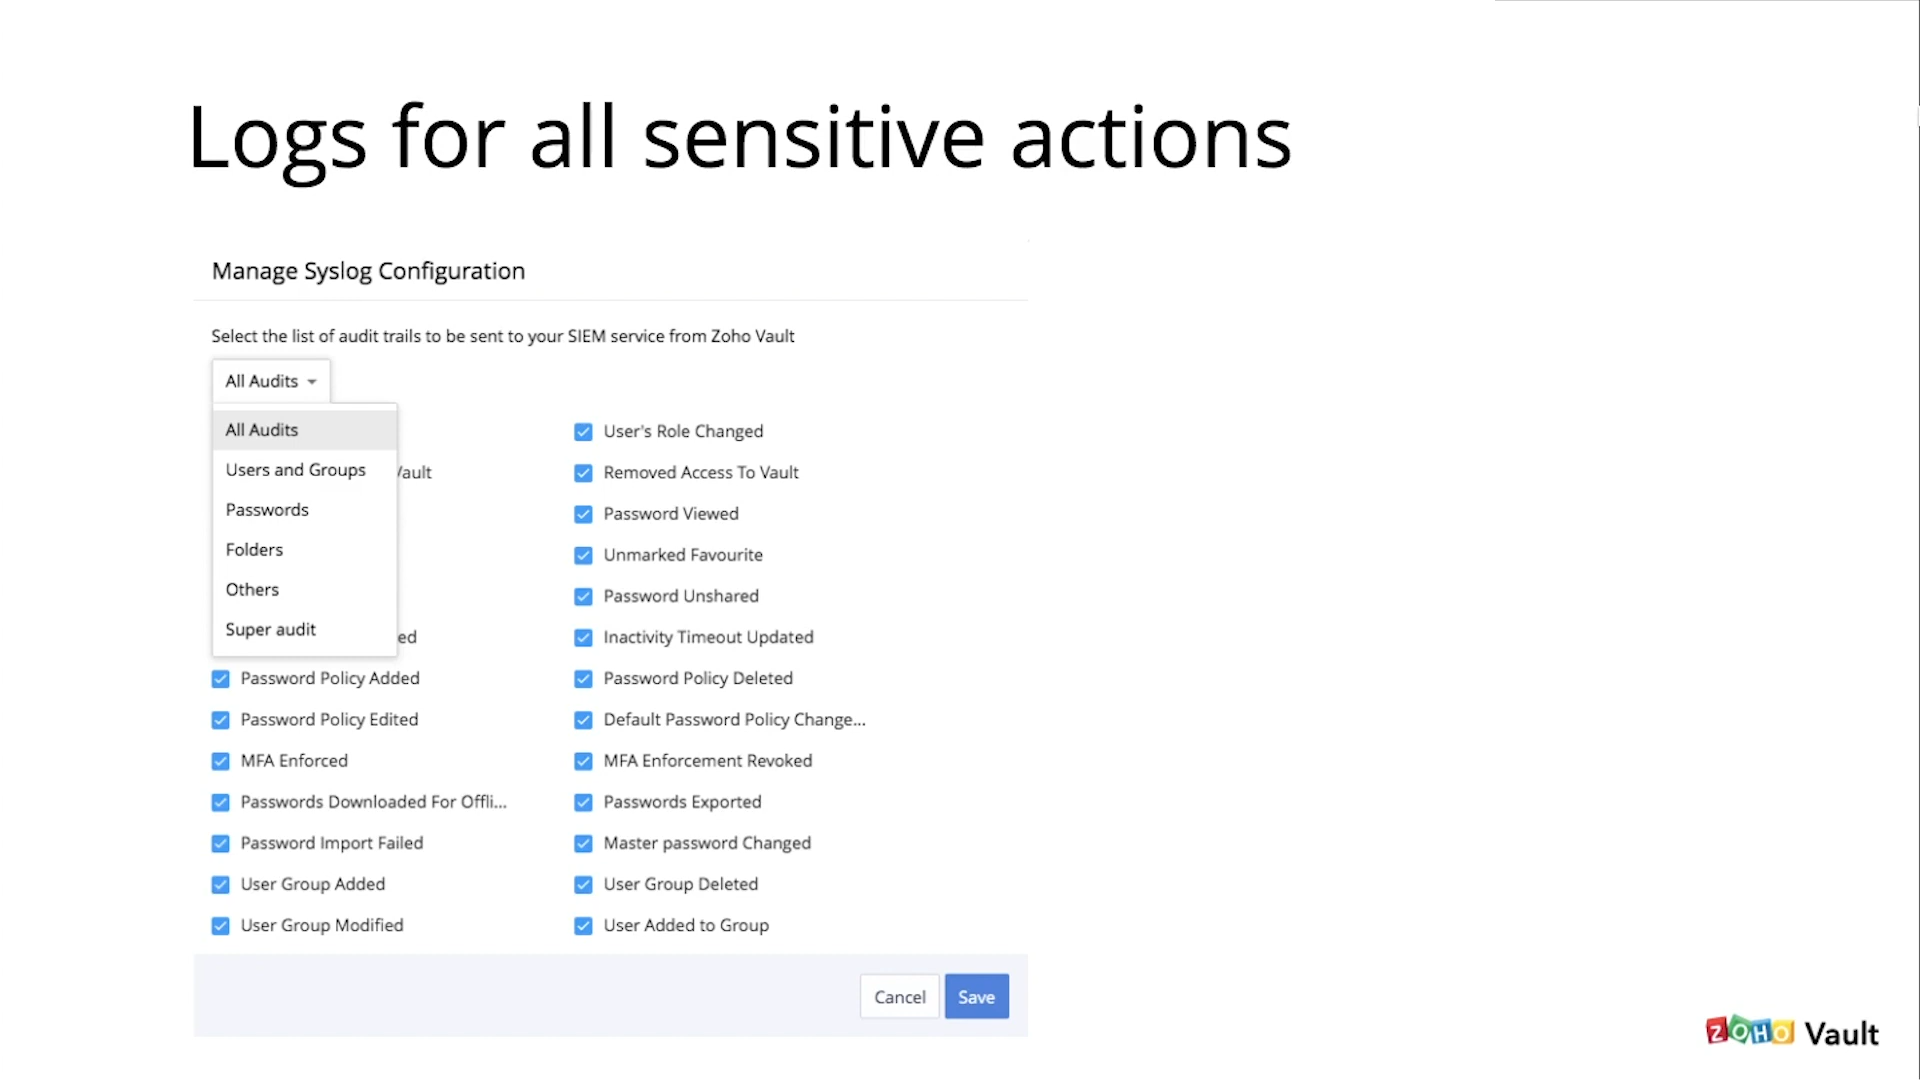 Logs for all sensitive actions
Manage Syslog Configuration
Select the list of audit trails to be sent to your SIEM service from Zoho Vault
All Audits
All Audits
User's Role Changed
Users and Groups
Removed Access To Vault
Passwords
Password Viewed
Folders
Unmarked Favourite
Others
Password Unshared
Super audit
Inactivity Timeout Updated
Password Policy Added
Password Policy Deleted
Password Policy Edited
Default Password Policy Change...
MFA Enforced
MFA Enforcement Revoked
Passwords Downloaded For Offli...
Passwords Exported
Password Import Failed
Master password Changed
User Group Added
User Group Deleted
User Group Modified
User Added to Group
Cancel
Save
ZOHO Vault